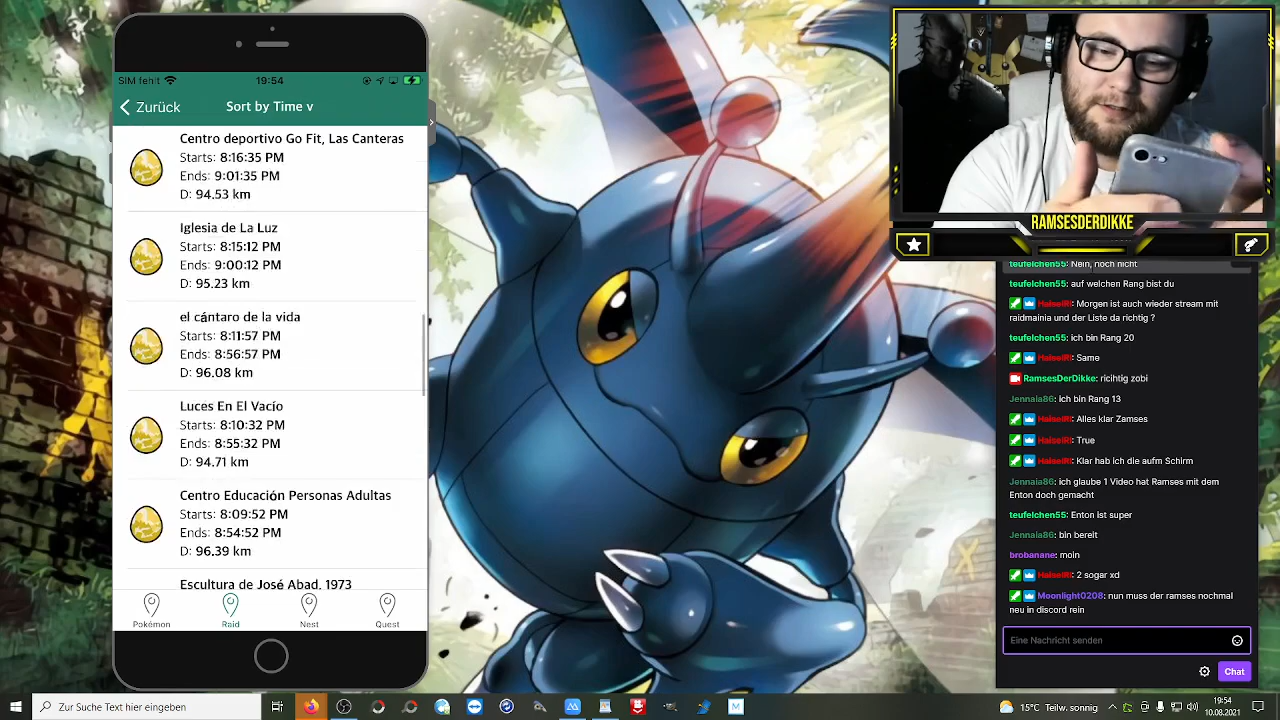 SIM fehlt
19:54
Zurück
Sort by Time v
Centro deportivo Go Fit, Las Canteras
Starts: 8:16:35 PM
Ends: 9:01:35 PM
D: 94.53 km
Iglesia de La Luz
Starts: 8:15:12 PM
Ends: 9:00:12 PM
D: 95.23 km
el cántaro de la vida
Starts: 8:11:57 PM
Ends: 8:56:57 PM
D: 96.08 km
Luces En El Vacío
Starts: 8:10:32 PM
Ends: 8:55:32 PM
D: 94.71 km
Centro Educación Personas Adultas
Starts: 8:09:52 PM
Ends: 8:54:52 PM
D: 96.39 km
Escultura de José Abad, 1973
Pokémon
Raid
Nest
Quest
RAMSESDERDIKKE
teufelchen55: Nein, noch nicht
teufelchen55: auf welchen Rang bist du
HaiselRi: Morgen ist auch wieder stream mit
raidmainia und der Liste da richtig ?
teufelchen55: ich bin Rang 20
HaiselRi: Same
RamsesDerDikke: ricihtig zobi
Jennaia86: ich bin Rang 13
HaiselRi: Alles klar Zamses
HaiselRi: True
HaiselRi: Klar hab ich die aufm Schirm
Jennaia86: ich glaube 1 Video hat Ramses mit dem
Enton doch gemacht
teufelchen55: Enton ist super
Jennaia86: bin bereit
brobanane: moin
HaiselRi: 2 sogar xd
Moonlight0208: nun muss der ramses nochmal
neu in discord rein
Eine Nachricht senden
Chat
Zur Suche Text hier eingeben
15°C Sonnig
19:54
10.08.2021